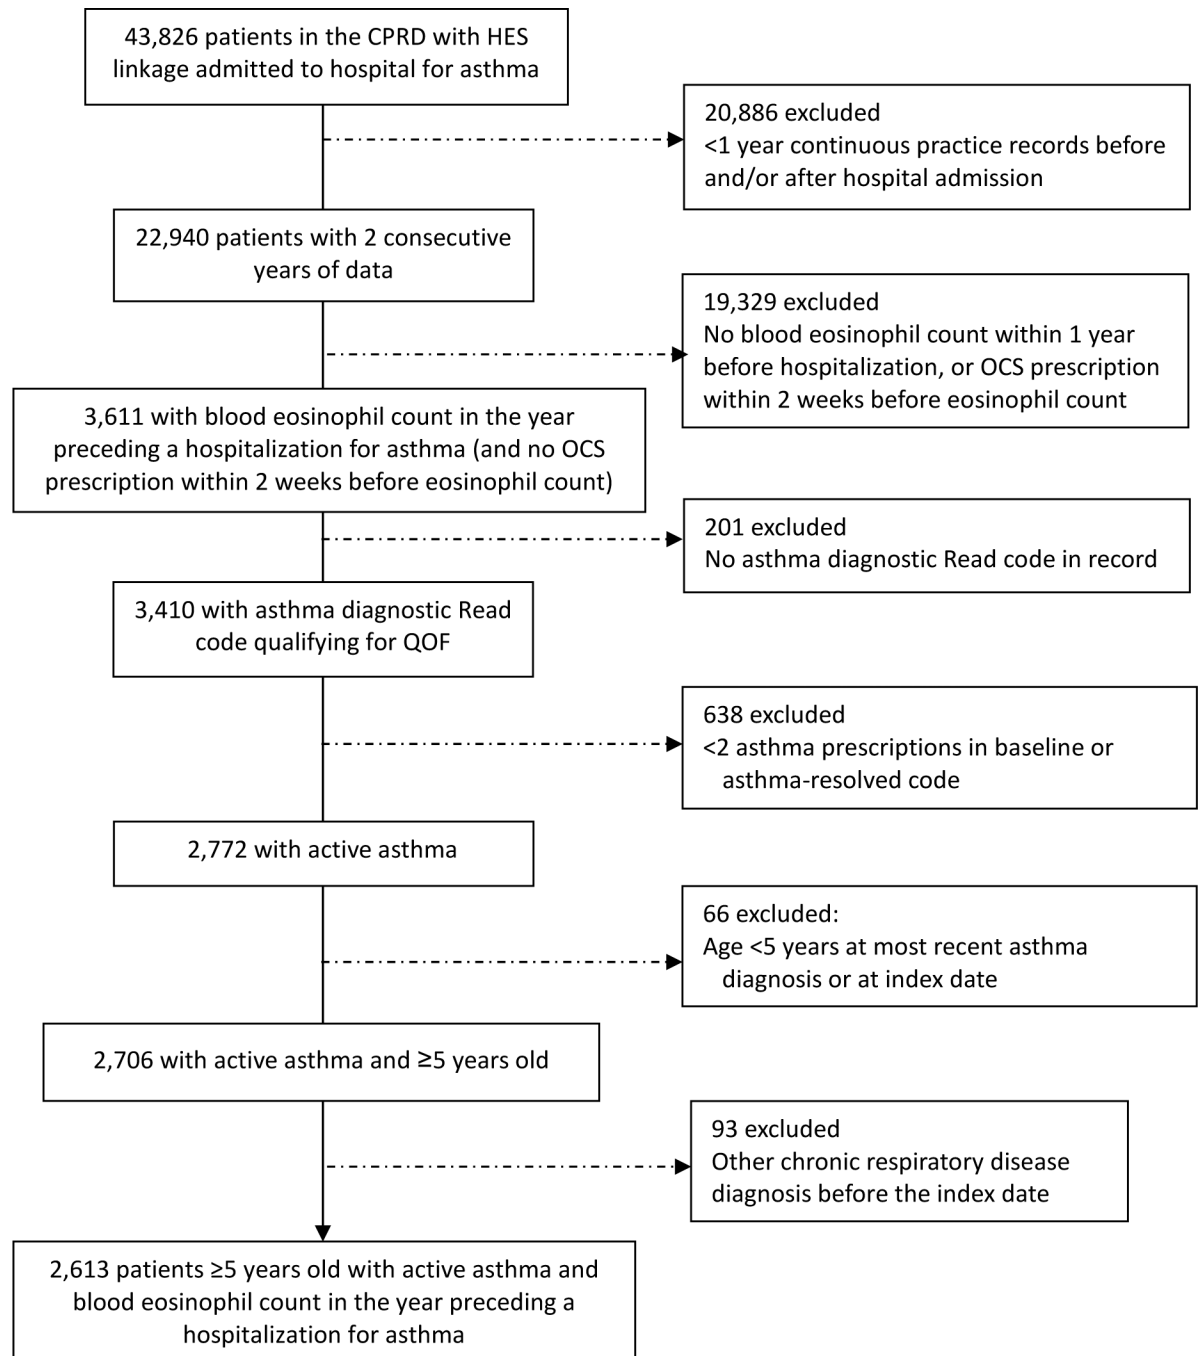 43,826 patients in the CPRD with HES
linkage admitted to hospital for asthma
20,886 excluded
<1 year continuous practice records before
and/or after hospital admission
22,940 patients with 2 consecutive
years of data
19,329 excluded
No blood eosinophil count within 1 year
before hospitalization, or OCS prescription
within 2 weeks before eosinophil count
3,611 with blood eosinophil count in the year
preceding a hospitalization for asthma (and no OCS
prescription within 2 weeks before eosinophil count)
201 excluded
No asthma diagnostic Read code in record
3,410 with asthma diagnostic Read
code qualifying for QOF
638 excluded
<2 asthma prescriptions in baseline or
asthma-resolved code
2,772 with active asthma
66 excluded:
Age <5 years at most recent asthma
diagnosis or at index date
2,706 with active asthma and ≥5 years old
93 excluded
Other chronic respiratory disease
diagnosis before the index date
2,613 patients ≥5 years old with active asthma and
blood eosinophil count in the year preceding a
hospitalization for asthma